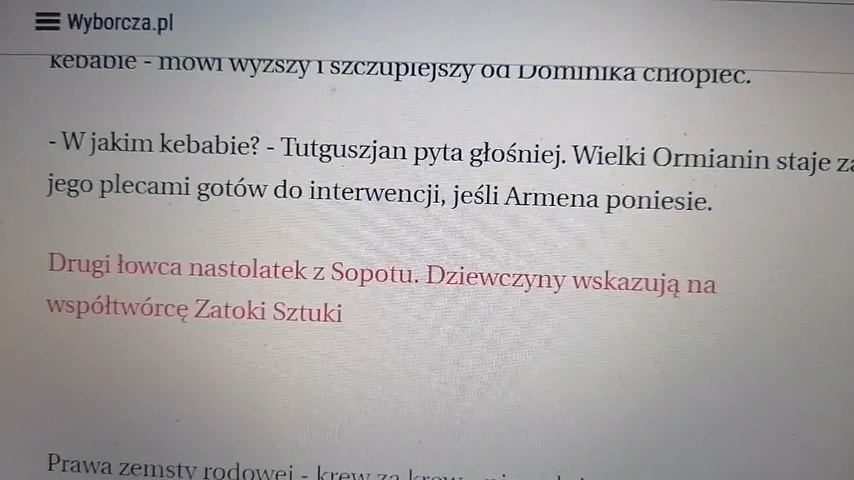 Wyborcza.pl
kebabie - mówi wyższy i szczuplejszy od Dominika chłopiec.
- W jakim kebabie? - Tutguszjan pyta głośniej. Wielki Ormianin staje za
jego plecami gotów do interwencji, jeśli Armena poniesie.
Drugi łowca nastolatek z Sopotu. Dziewczyny wskazują na
współtwórcę Zatoki Sztuki
Prawa zemsty rodowej - krew za krew